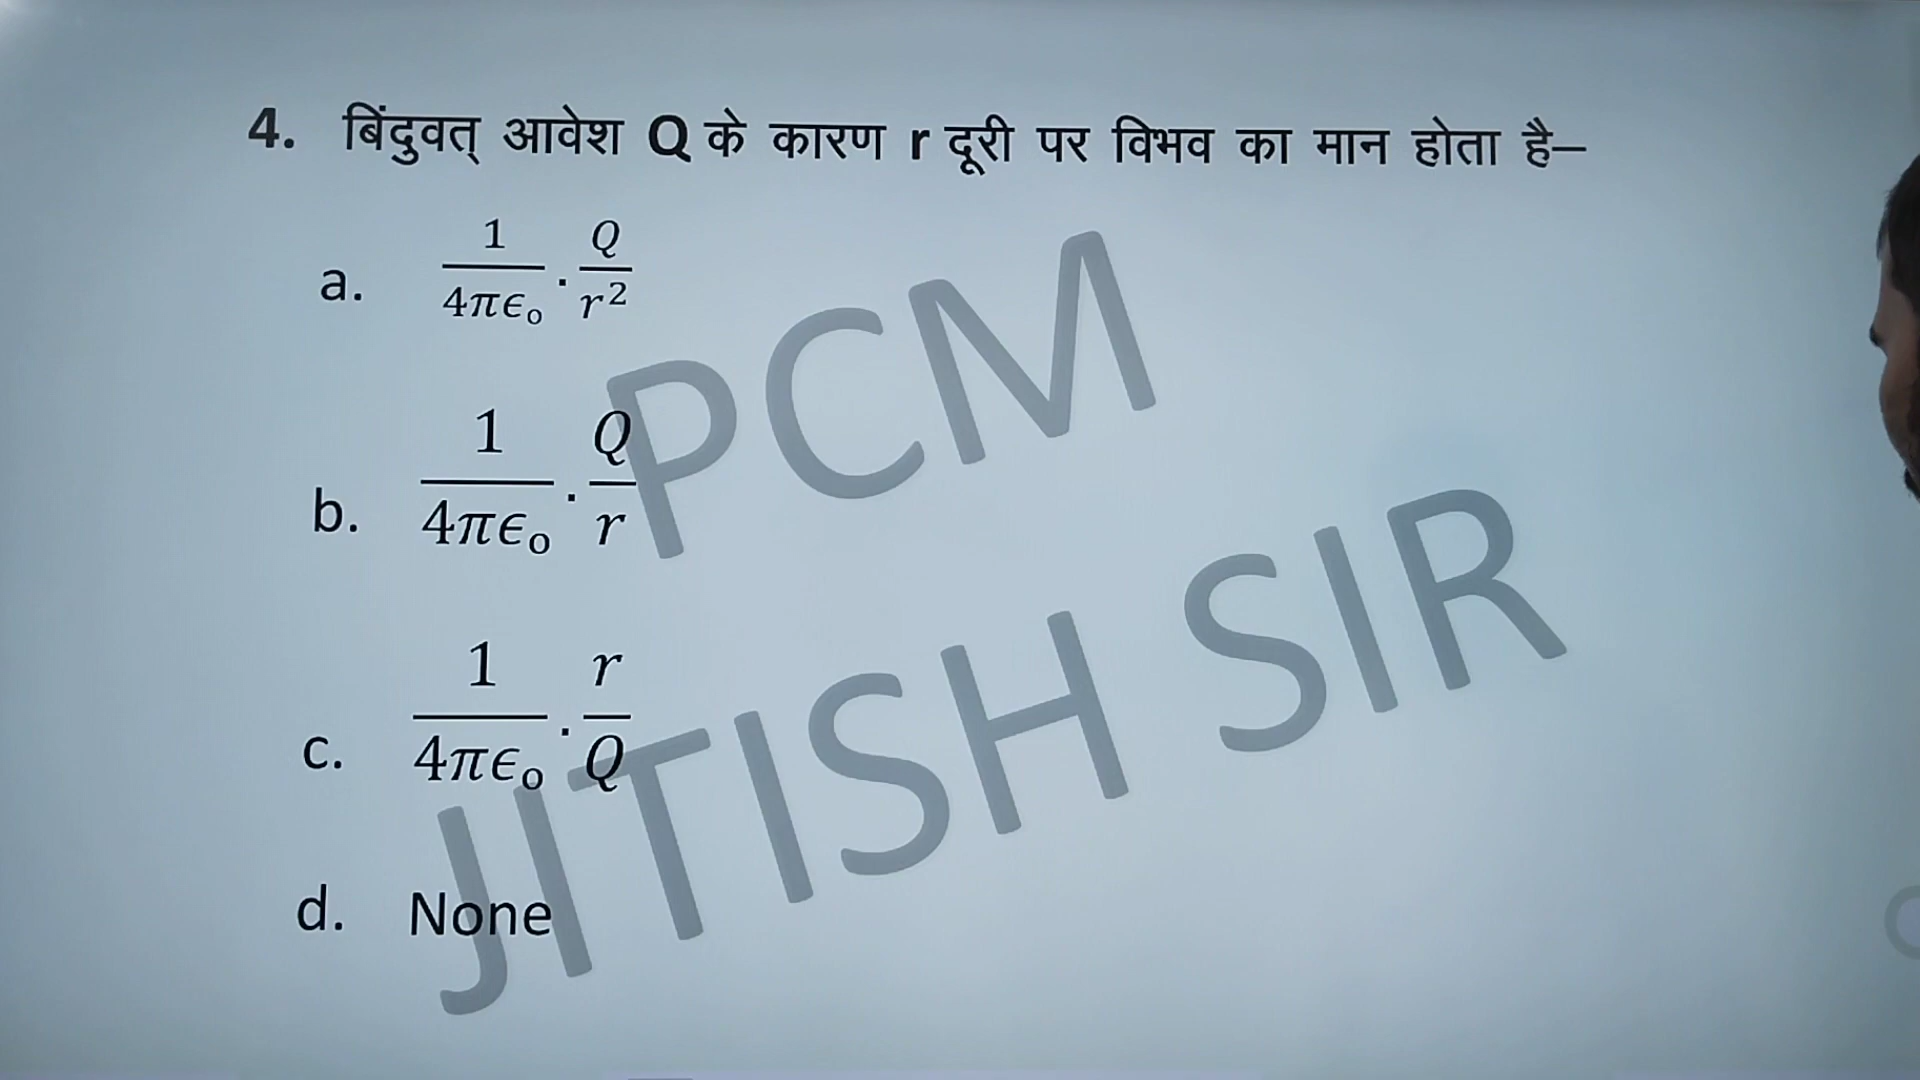 4. बिंदुवत् आवेश Q के कारण r दूरी पर विभव का मान होता है–
a. 1/4πϵ₀ · Q/r²
b. 1/4πϵ₀ · Q/r
c. 1/4πϵ₀ · r/Q
d. None
PCM
JITISH SIR